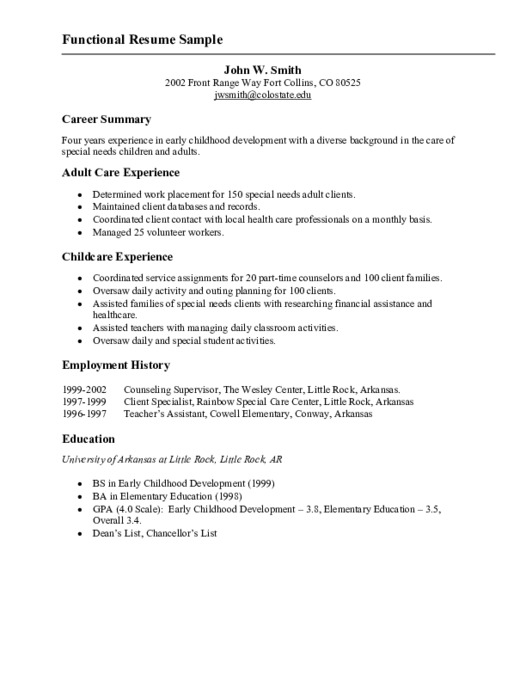 Functional Resume Sample
John W. Smith
2002 Front Range Way Fort Collins, CO 80525
jwsmith@colostate.edu
Career Summary
Four years experience in early childhood development with a diverse background in the care of
special needs children and adults.
Adult Care Experience
• Determined work placement for 150 special needs adult clients.
• Maintained client databases and records.
• Coordinated client contact with local health care professionals on a monthly basis.
• Managed 25 volunteer workers.
Childcare Experience
• Coordinated service assignments for 20 part-time counselors and 100 client families.
• Oversaw daily activity and outing planning for 100 clients.
• Assisted families of special needs clients with researching financial assistance and
healthcare.
• Assisted teachers with managing daily classroom activities.
• Oversaw daily and special student activities.
Employment History
1999-2002 Counseling Supervisor, The Wesley Center, Little Rock, Arkansas.
1997-1999 Client Specialist, Rainbow Special Care Center, Little Rock, Arkansas
1996-1997 Teacher's Assistant, Cowell Elementary, Conway, Arkansas
Education
University of Arkansas at Little Rock, Little Rock, AR
• BS in Early Childhood Development (1999)
• BA in Elementary Education (1998)
• GPA (4.0 Scale): Early Childhood Development – 3.8, Elementary Education – 3.5,
Overall 3.4.
• Dean's List, Chancellor's List